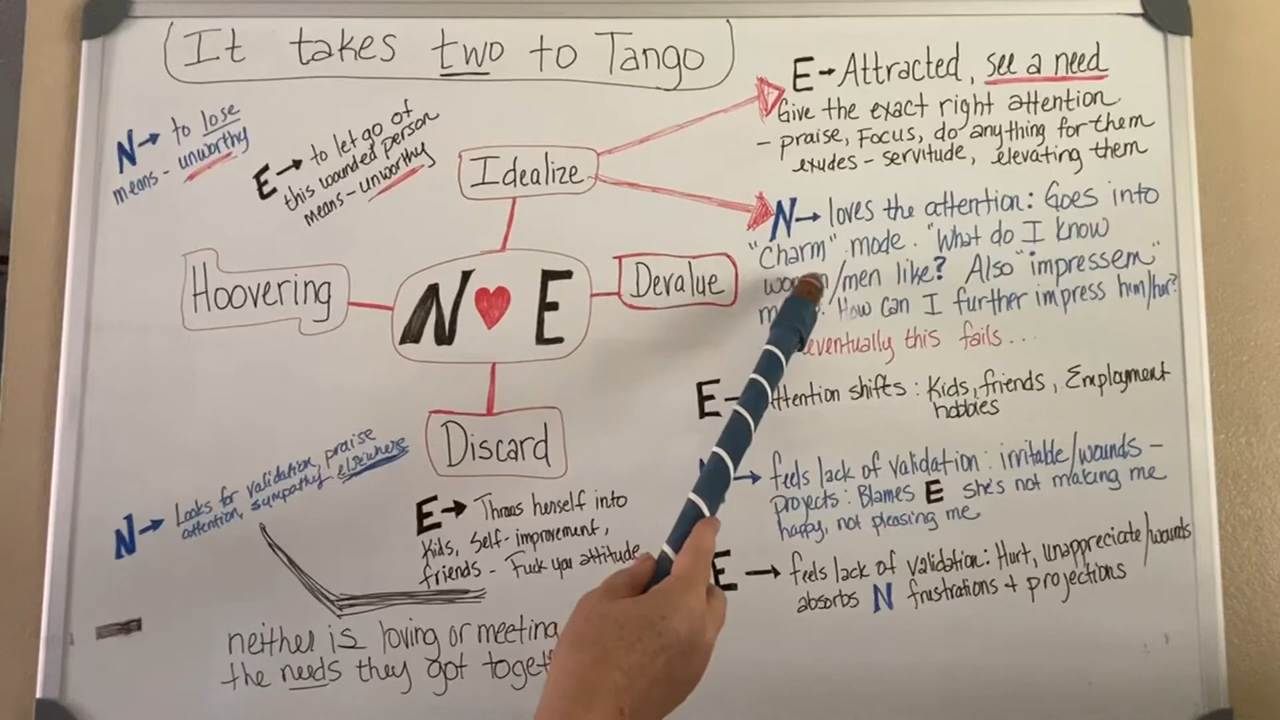 It takes two to Tango
N→ to lose
means - unworthy
E→ to let go of
this wounded person
means - unworthy
Idealize
Hoovering
N ♥ E
Devalue
Discard
E→Attracted, see a need
Give the exact right attention
- praise, Focus, do anything for them
exudes - servitude, elevating them
N→ loves the attention: Goes into
"Charm" mode. "What do I know
/men like? Also "impressem"
How can I further impress him/her?
eventually this fails...
E- ttention shifts: Kids, friends, Employment
hobbies
→ feels lack of validation: irritable/wounds -
projects: Blames E she's not making me
happy, not pleasing me
E→ feels lack of validation: Hurt, unappreciate/wounds
absorbs N frustrations + projections
N→ Looks for validation, praise
attention, sympathy elsewhere
E→ Throws herself into
Kids, Self-improvement,
friends - Fuck you attitude
neither is loving or meeting
the needs they got toget